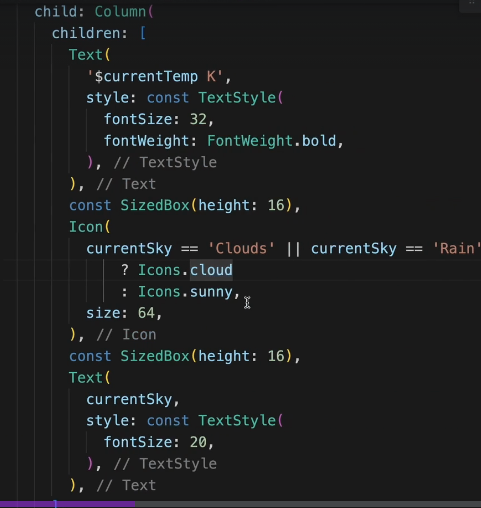 child: Column(
children: [
Text(
'$currentTemp K',
style: const TextStyle(
fontSize: 32,
fontWeight: FontWeight.bold,
), // TextStyle
), // Text
const SizedBox(height: 16),
Icon(
currentSky == 'Clouds' || currentSky == 'Rain'
? Icons.cloud
: Icons.sunny,
size: 64,
), // Icon
const SizedBox(height: 16),
Text(
currentSky,
style: const TextStyle(
fontSize: 20,
), // TextStyle
), // Text
]